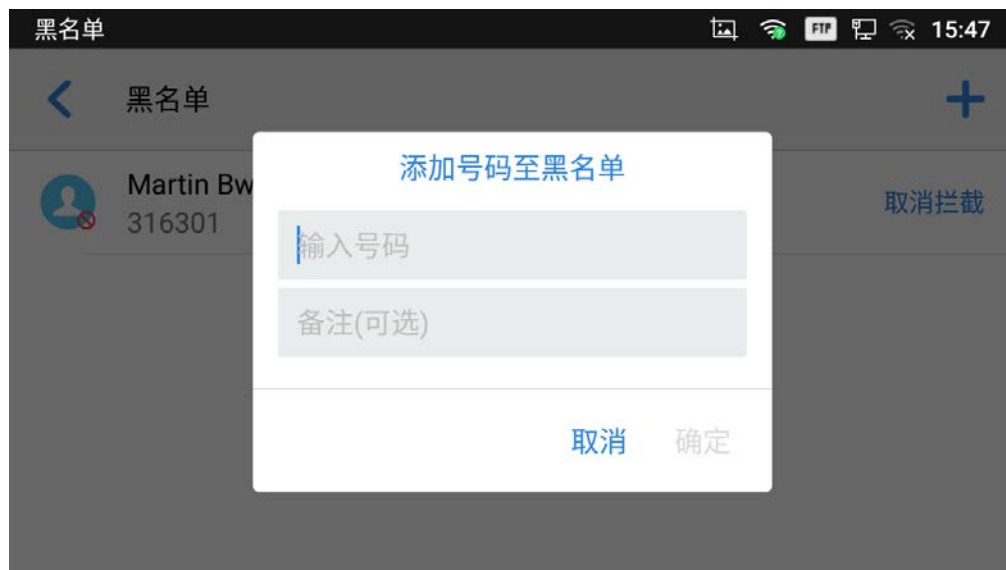 黑名单 FTP 15:47
黑名单
添加号码至黑名单
Martin Bw
316301
取消拦截
输入号码
备注(可选)
取消 确定